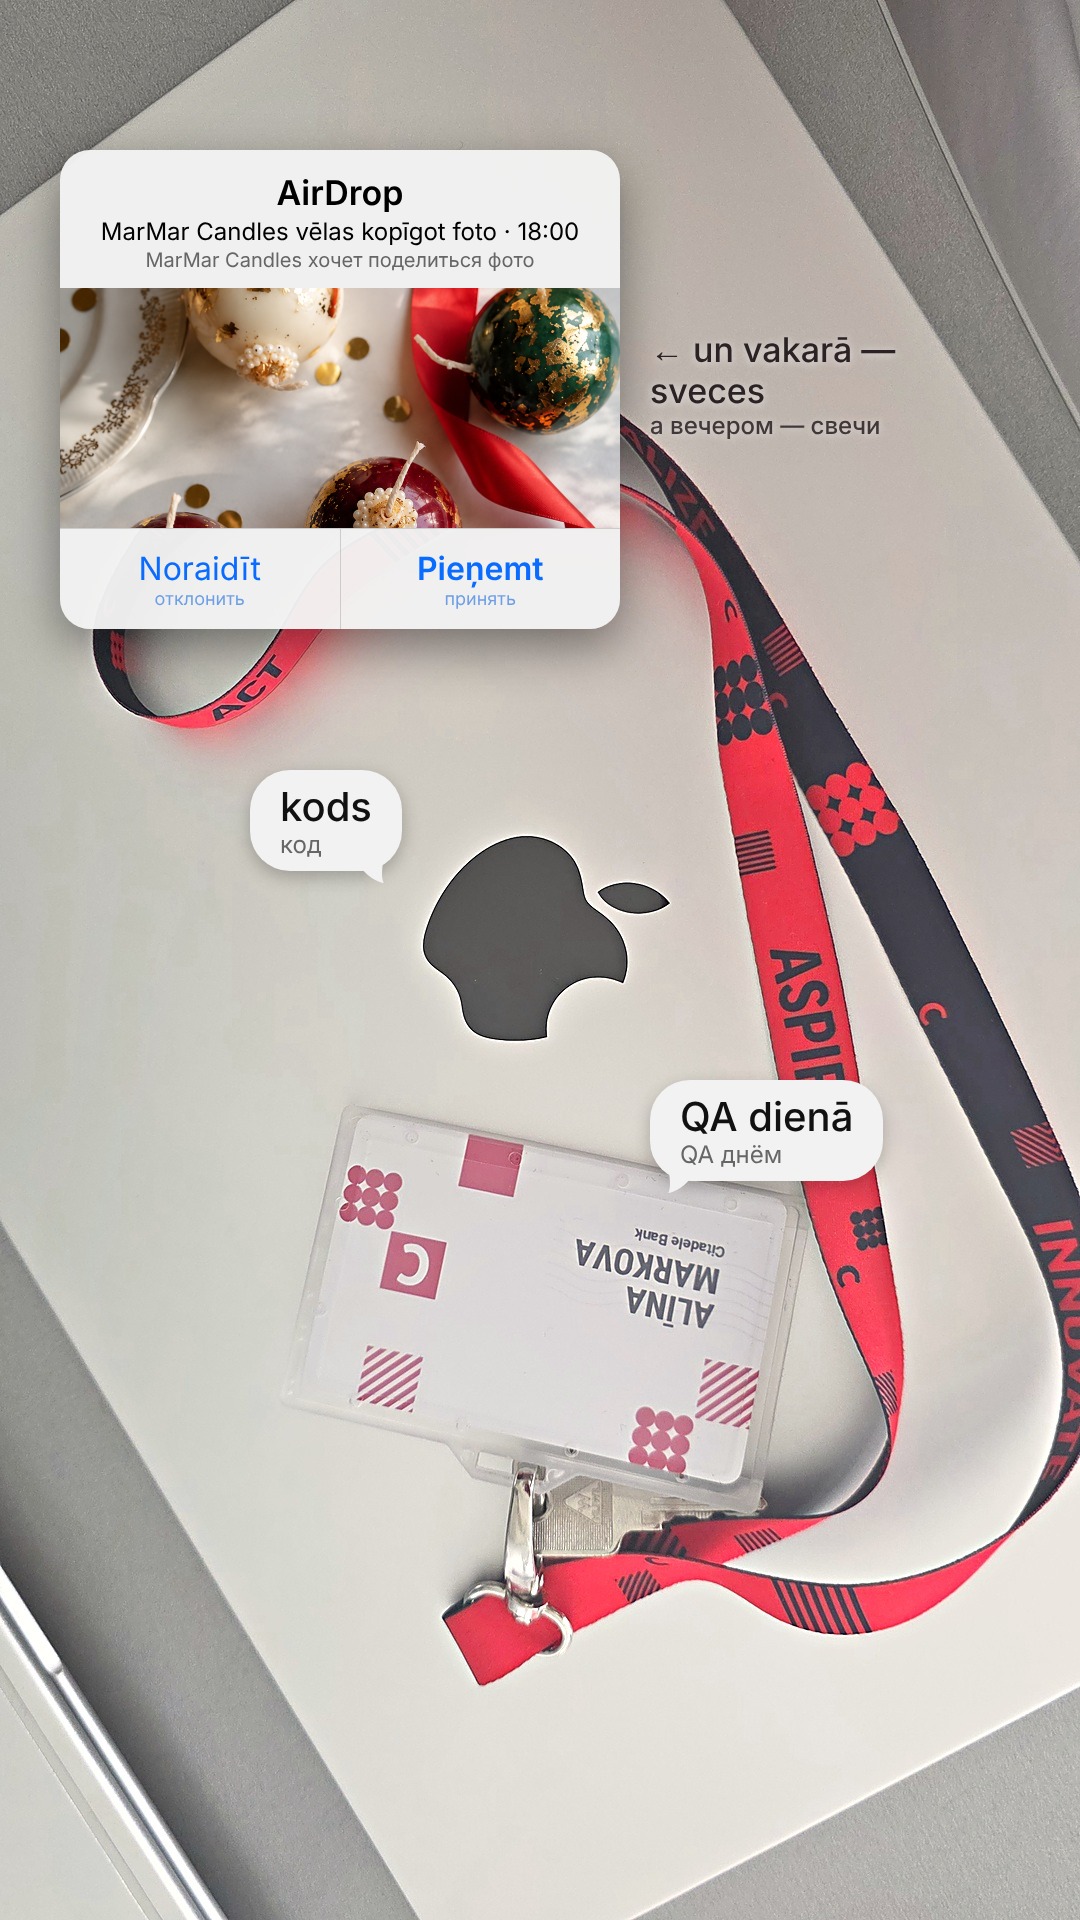 AirDrop
MarMar Candles vēlas kopīgot foto · 18:00
MarMar Candles хочет поделиться фото
← un vakarā —
sveces
а вечером — свечи
Noraidīt
отклонить
Pieņemt
принять
ACT
kods
код
QA dienā
QA днём
C
C
C
INNOVATE
ALĪNA
MARKOVA
Citadele Bank
C
C